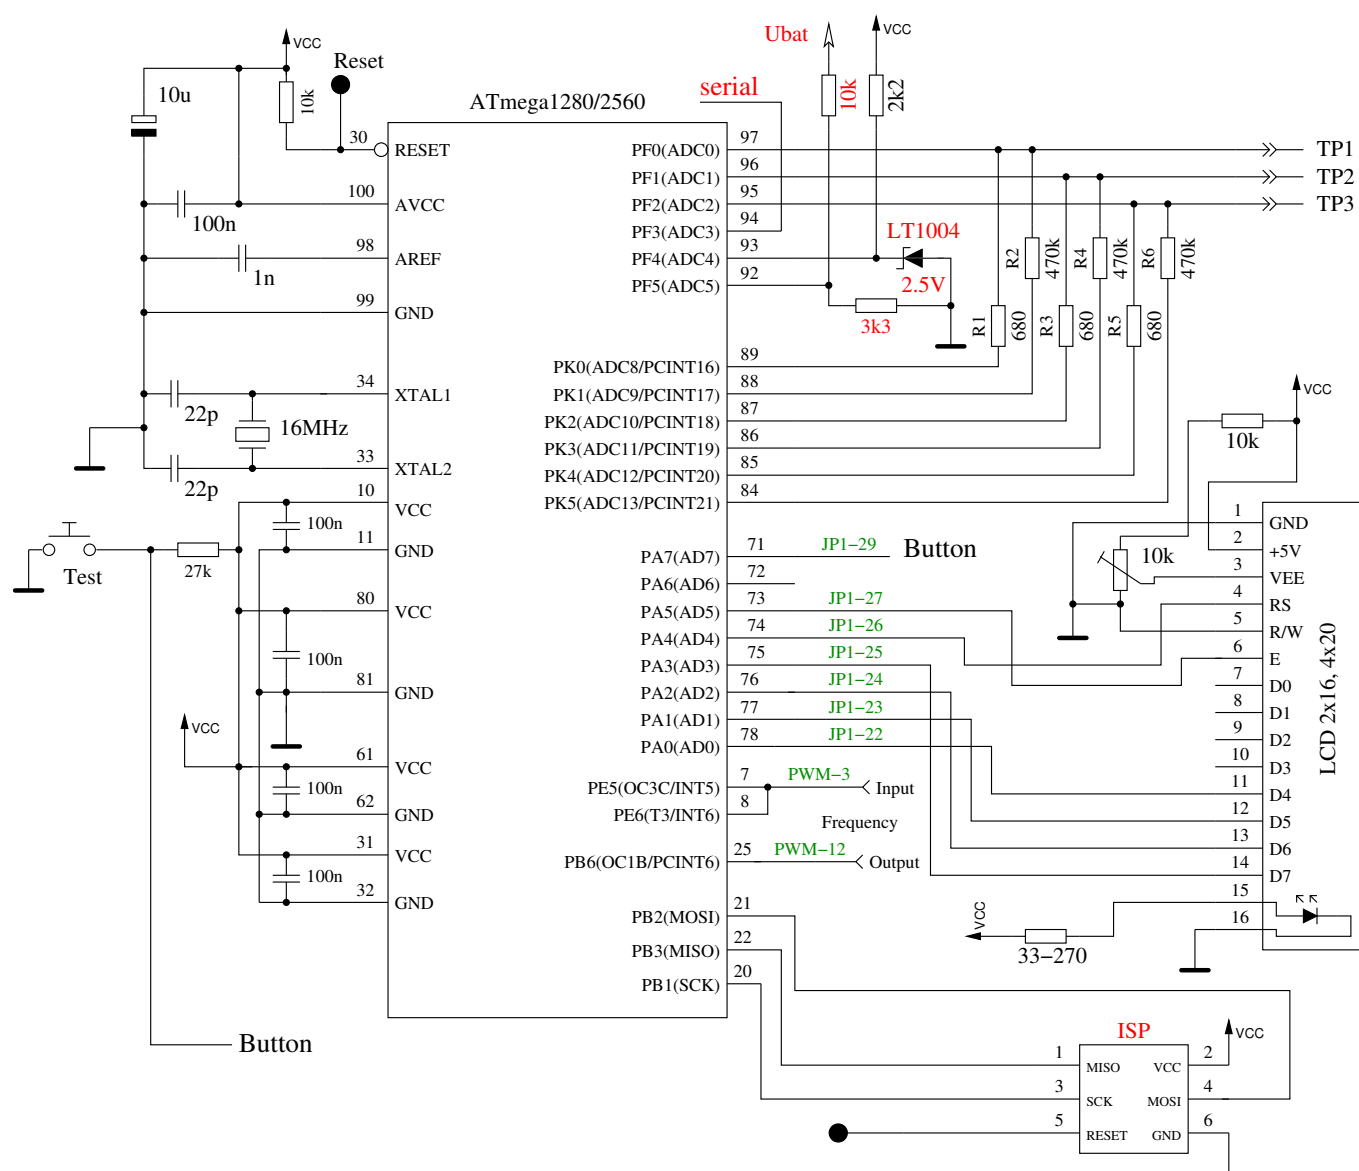 VCC
Reset
10u
10k
ATmega1280/2560
Ubat
VCC
10k
2k2
serial
30
RESET
100
AVCC
100n
98
AREF
1n
99
GND
34
XTAL1
22p
16MHz
33
XTAL2
22p
10
VCC
100n
11
GND
Test
27k
80
VCC
100n
81
GND
VCC
61
VCC
100n
62
GND
31
VCC
100n
32
GND
Button
PF0(ADC0)
97
TP1
PF1(ADC1)
96
TP2
PF2(ADC2)
95
TP3
PF3(ADC3)
94
PF4(ADC4)
93
PF5(ADC5)
92
LT1004
2.5V
3k3
R2
470k
R4
470k
R6
470k
R1
680
R3
680
R5
680
PK0(ADC8/PCINT16)
89
PK1(ADC9/PCINT17)
88
PK2(ADC10/PCINT18)
87
PK3(ADC11/PCINT19)
86
PK4(ADC12/PCINT20)
85
PK5(ADC13/PCINT21)
84
PA7(AD7)
71
JP1−29
Button
PA6(AD6)
72
PA5(AD5)
73
JP1−27
PA4(AD4)
74
JP1−26
PA3(AD3)
75
JP1−25
PA2(AD2)
76
JP1−24
PA1(AD1)
77
JP1−23
PA0(AD0)
78
JP1−22
PE5(OC3C/INT5)
7
PWM−3
Input
PE6(T3/INT6)
8
Frequency
PB6(OC1B/PCINT6)
25
PWM−12
Output
PB2(MOSI)
21
PB3(MISO)
22
PB1(SCK)
20
VCC
10k
10k
1
GND
2
+5V
3
VEE
4
RS
5
R/W
6
E
7
D0
8
D1
9
D2
10
D3
11
D4
12
D5
13
D6
14
D7
15
16
LCD 2x16, 4x20
VCC
33−270
ISP
VCC
1
MISO
VCC
2
3
SCK
MOSI
4
5
RESET
GND
6